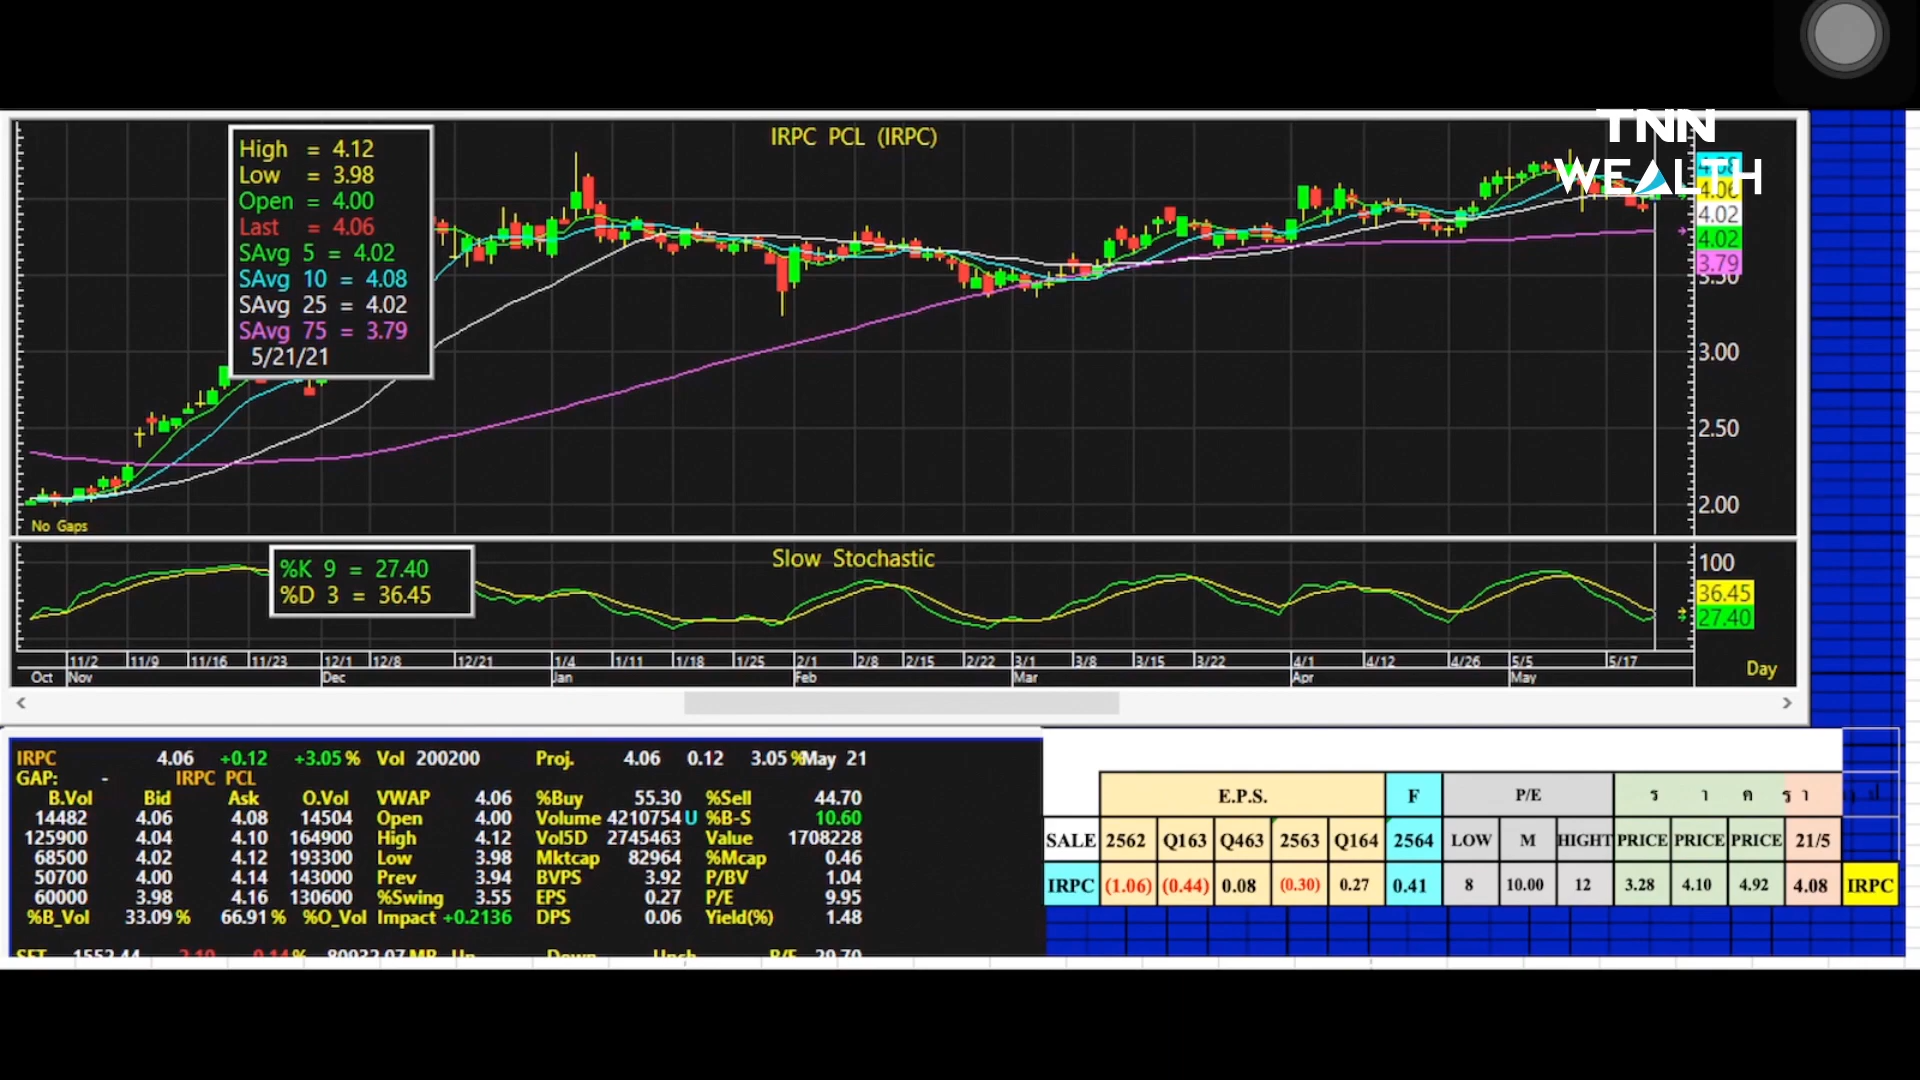 TNN
WEALTH
IRPC PCL (IRPC)
High = 4.12
Low = 3.98
Open = 4.00
Last = 4.06
SAvg 5 = 4.02
SAvg 10 = 4.08
SAvg 25 = 4.02
SAvg 75 = 3.79
5/21/21
4.08
4.06
4.02
4.02
3.79
3.50
3.00
2.50
2.00
No Gaps
Slow Stochastic
%K 9 = 27.40
%D 3 = 36.45
100
36.45
27.40
11/2 11/9 11/16 11/23 12/1 12/8 12/21 1/4 1/11 1/18 1/25 2/1 2/8 2/15 2/22 3/1 3/8 3/15 3/22 4/1 4/12 4/26 5/5 5/17
Oct Nov Dec Jan Feb Mar Apr May
Day
IRPC 4.06 +0.12 +3.05 % Vol 200200 Proj. 4.06 0.12 3.05 % May 21
GAP: - IRPC PCL
B.Vol Bid Ask O.Vol VWAP 4.06 %Buy 55.30 %Sell 44.70
14482 4.06 4.08 14504 Open 4.00 Volume 4210754 U %B-S 10.60
125900 4.04 4.10 164900 High 4.12 Vol5D 2745463 Value 1708228
68500 4.02 4.12 193300 Low 3.98 Mktcap 82964 %Mcap 0.46
50700 4.00 4.14 143000 Prev 3.94 BVPS 3.92 P/BV 1.04
60000 3.98 4.16 130600 %Swing 3.55 EPS 0.27 P/E 9.95
%B_Vol 33.09 % 66.91 % %O_Vol Impact +0.2136 DPS 0.06 Yield(%) 1.48
E.P.S. F P/E ร า ค ร า
SALE 2562 Q163 Q463 2563 Q164 2564 LOW M HIGHT PRICE PRICE PRICE 21/5
IRPC (1.06) (0.44) 0.08 (0.30) 0.27 0.41 8 10.00 12 3.28 4.10 4.92 4.08 IRPC